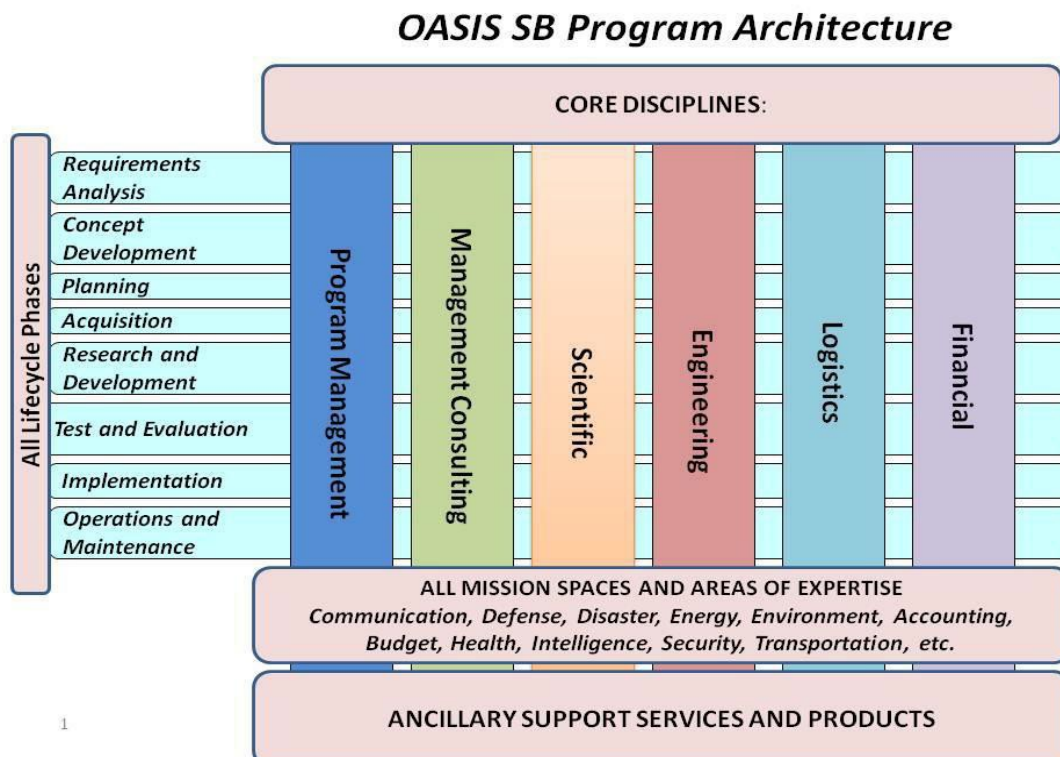 OASIS SB Program Architecture
CORE DISCIPLINES:
All Lifecycle Phases
Requirements
Analysis
Concept
Development
Planning
Acquisition
Research and
Development
Test and Evaluation
Implementation
Operations and
Maintenance
Program Management
Management Consulting
Scientific
Engineering
Logistics
Financial
ALL MISSION SPACES AND AREAS OF EXPERTISE
Communication, Defense, Disaster, Energy, Environment, Accounting,
Budget, Health, Intelligence, Security, Transportation, etc.
ANCILLARY SUPPORT SERVICES AND PRODUCTS
1